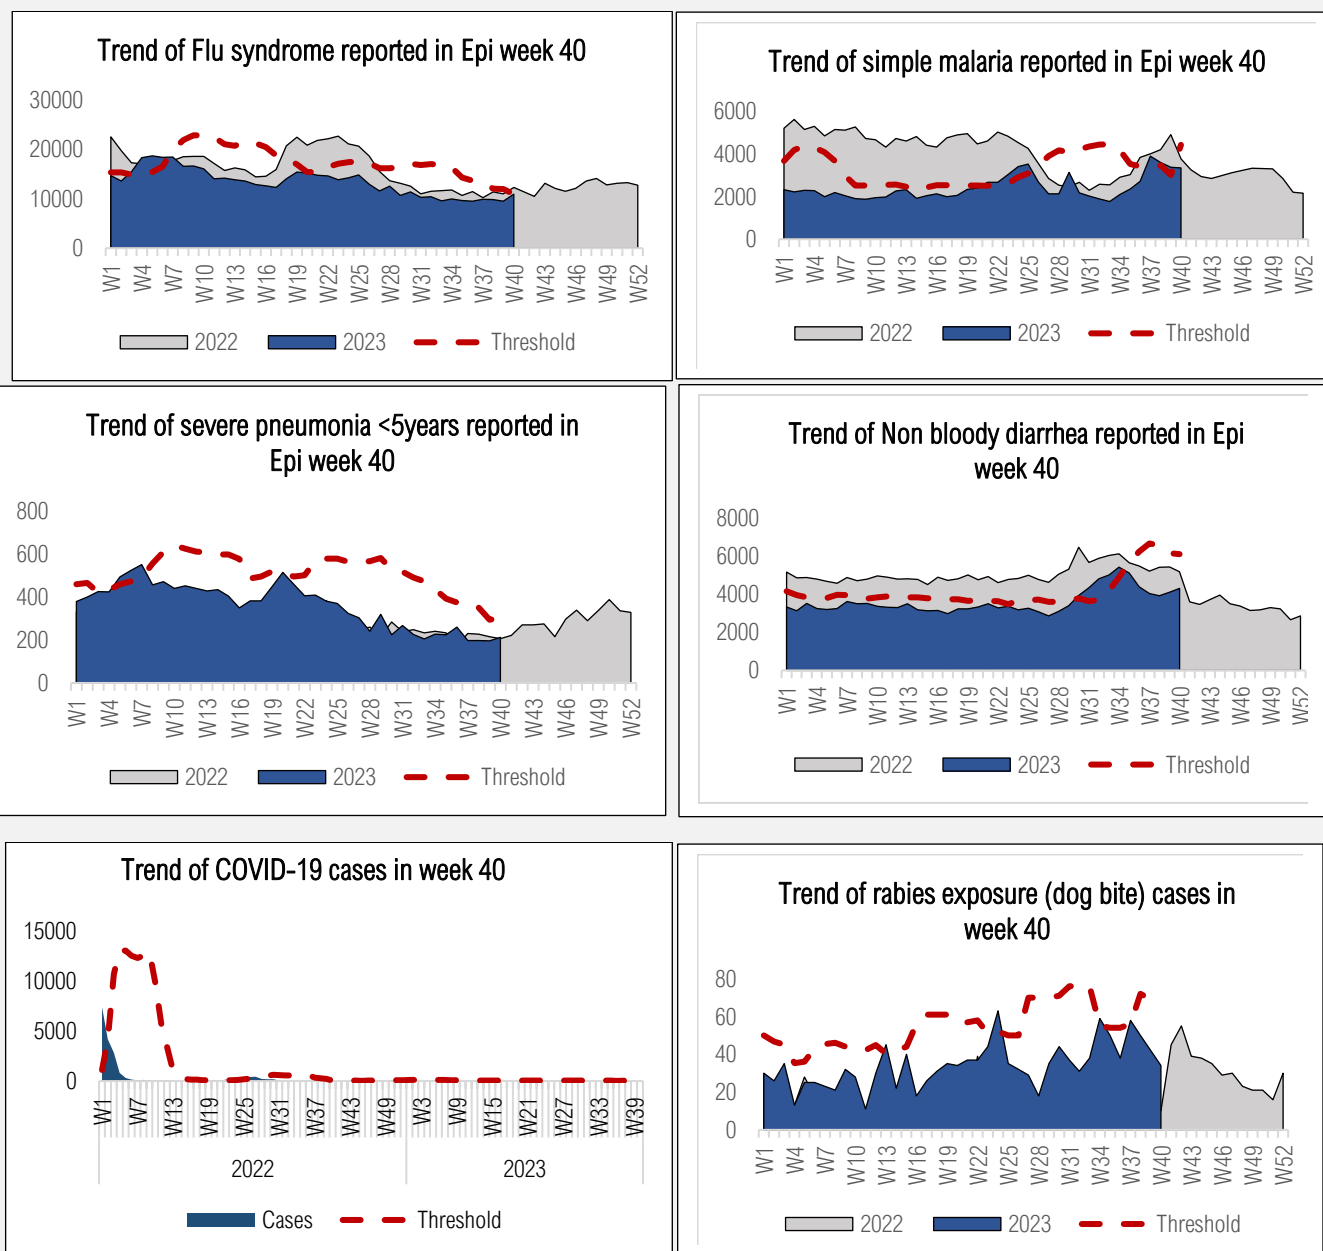 Trend of Flu syndrome reported in Epi week 40
30000
20000
10000
0
W1 W4 W7 W10 W13 W16 W19 W22 W25 W28 W31 W34 W37 W40 W43 W46 W49 W52
2022 2023 Threshold
Trend of simple malaria reported in Epi week 40
6000
4000
2000
0
W1 W4 W7 W10 W13 W16 W19 W22 W25 W28 W31 W34 W37 W40 W43 W46 W49 W52
2022 2023 Threshold
Trend of severe pneumonia <5years reported in
Epi week 40
800
600
400
200
0
W1 W4 W7 W10 W13 W16 W19 W22 W25 W28 W31 W34 W37 W40 W43 W46 W49 W52
2022 2023 Threshold
Trend of Non bloody diarrhea reported in Epi
week 40
8000
6000
4000
2000
0
W1 W4 W7 W10 W13 W16 W19 W22 W25 W28 W31 W34 W37 W40 W43 W46 W49 W52
2022 2023 Threshold
Trend of COVID-19 cases in week 40
15000
10000
5000
0
W1 W7 W13 W19 W25 W31 W37 W43 W49 W3 W9 W15 W21 W27 W33 W39
2022 2023
Cases Threshold
Trend of rabies exposure (dog bite) cases in
week 40
80
60
40
20
0
W1 W4 W7 W10 W13 W16 W19 W22 W25 W28 W31 W34 W37 W40 W43 W46 W49 W52
2022 2023 Threshold